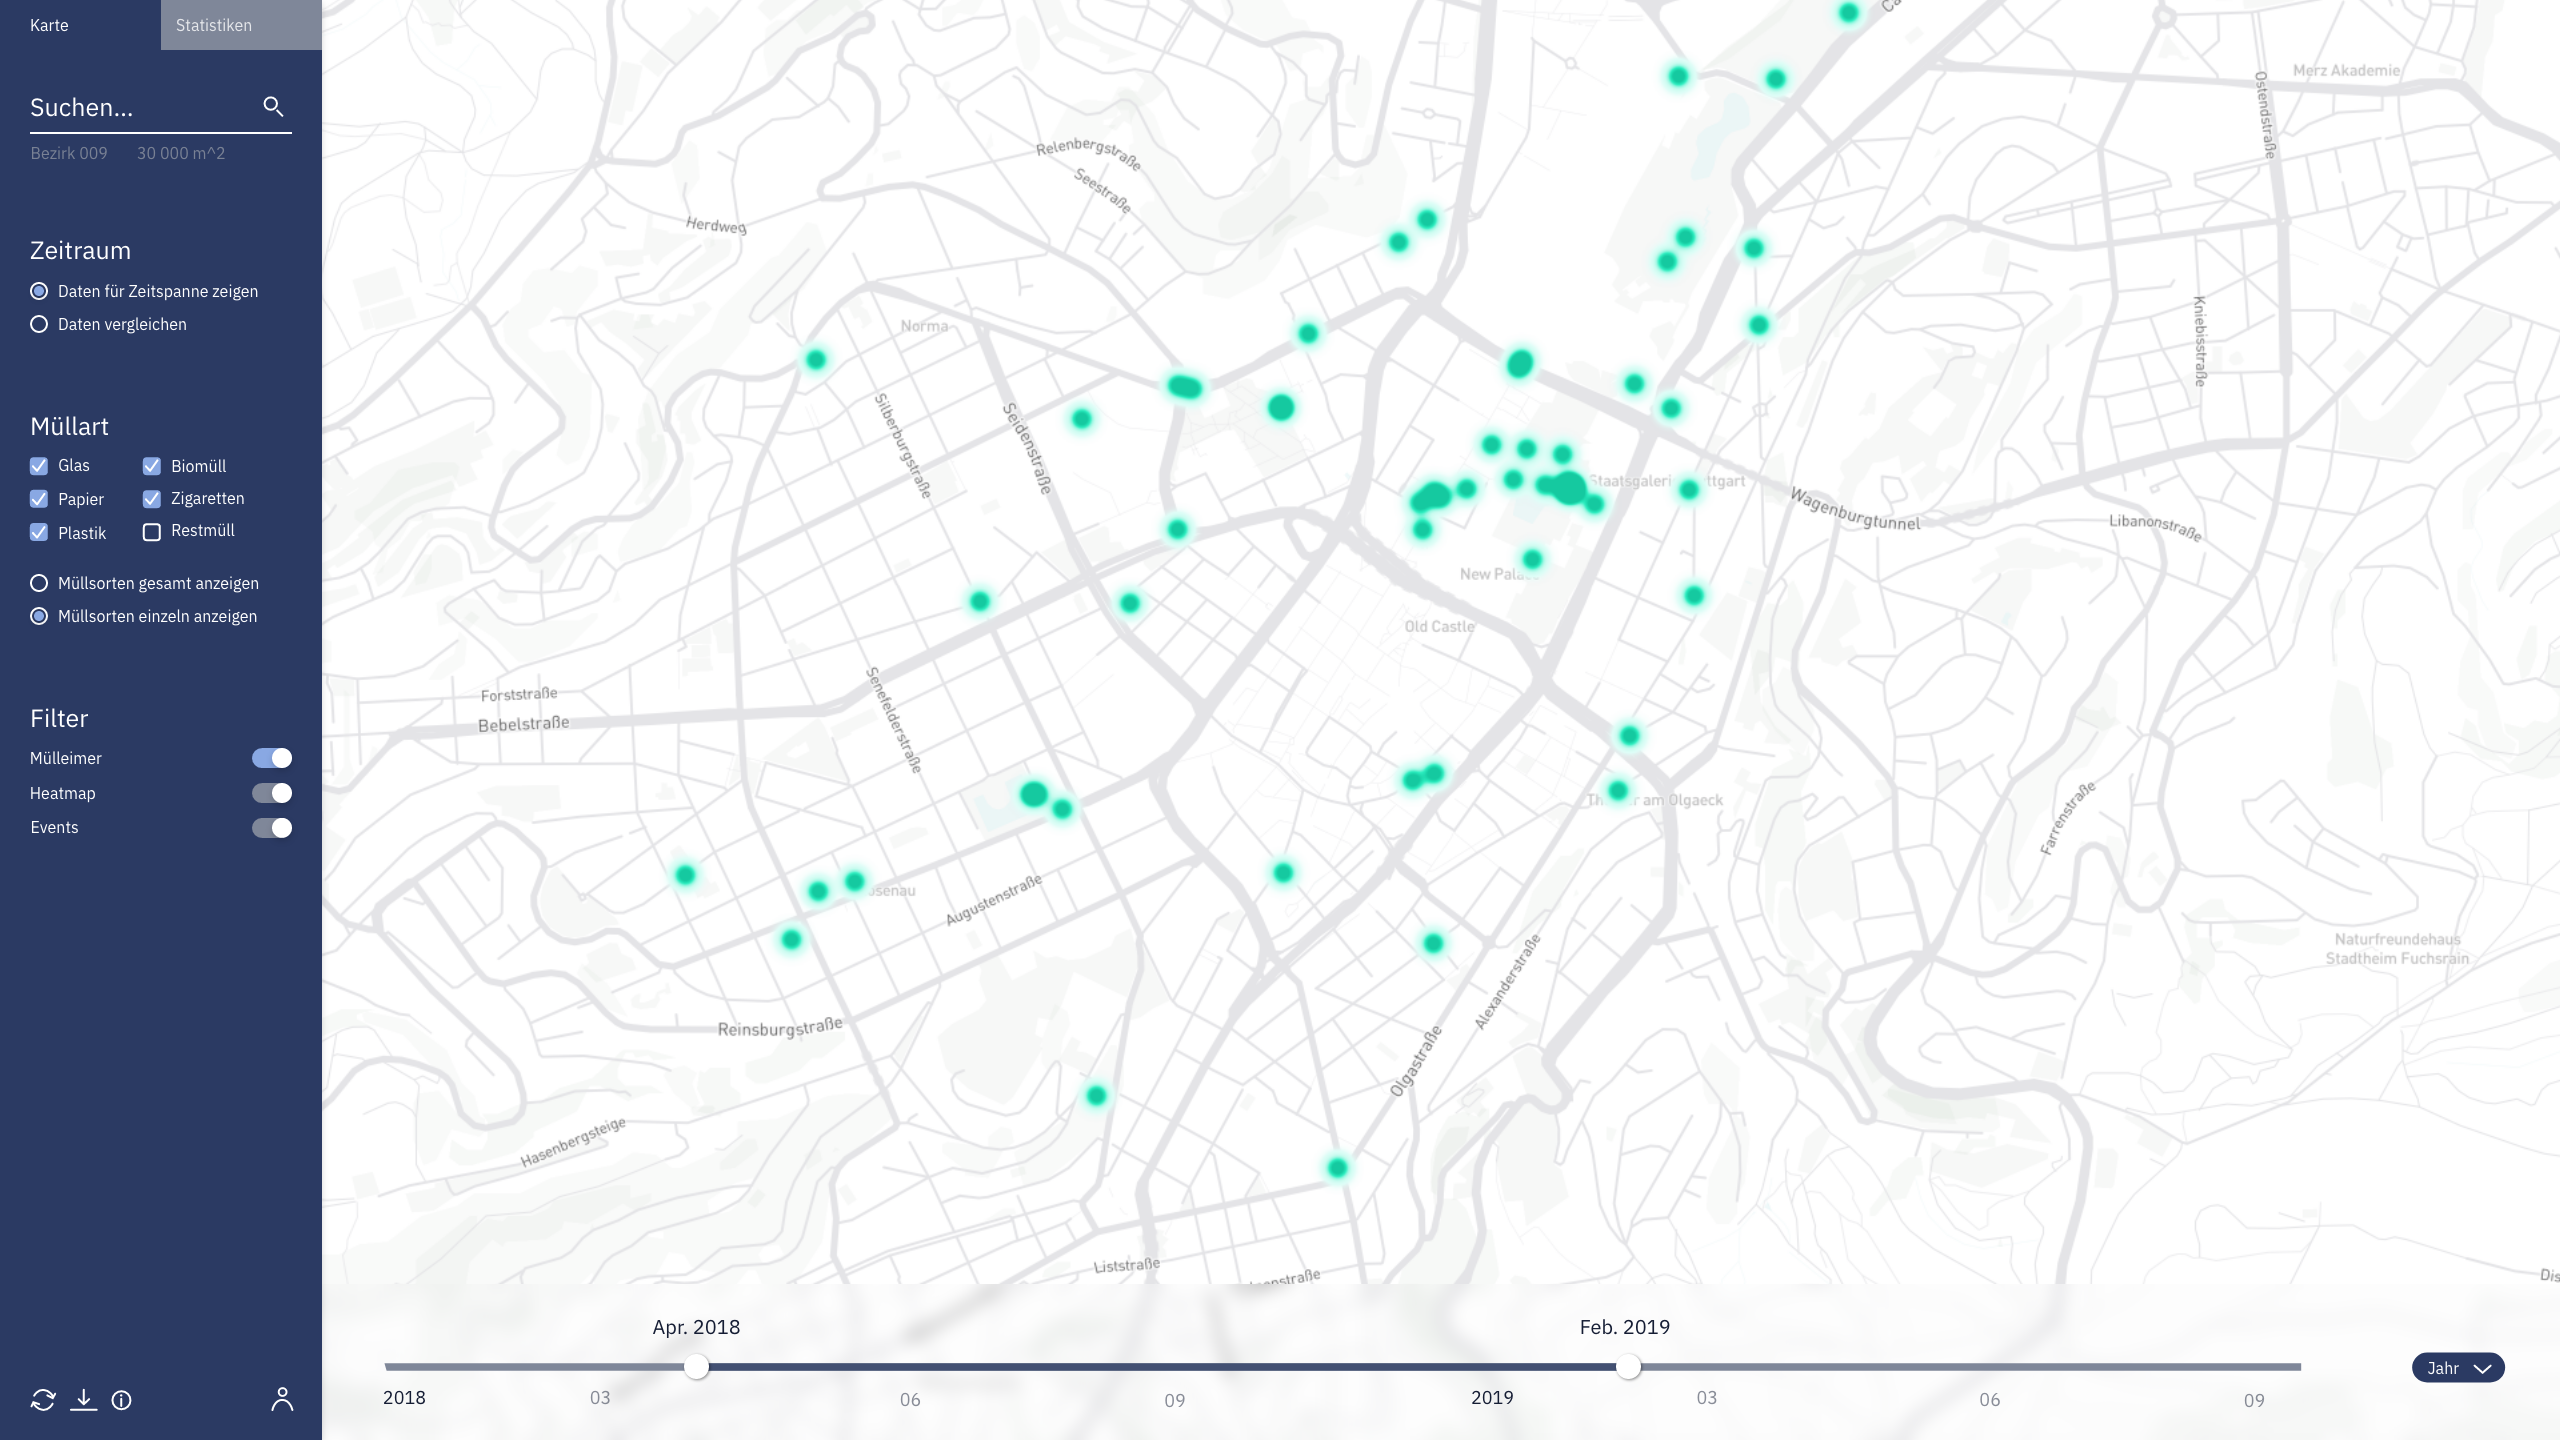 Karte
Statistiken
Suchen...
Bezirk 009 30 000 m^2
Zeitraum
Daten für Zeitspanne zeigen
Daten vergleichen
Müllart
Glas
Biomüll
Papier
Zigaretten
Plastik
Restmüll
Müllsorten gesamt anzeigen
Müllsorten einzeln anzeigen
Filter
Mülleimer
Heatmap
Events
Ca
Merz Akademie
Ostendstraße
Relenbergstraße
Seestraße
Herdweg
Norma
Kniebisstraße
Silberburgstraße
Seidenstraße
Staatsgaleri ttgart
Wagenburgtunnel
Libanonstraße
New Pala
Old Castle
Forststraße
Bebelstraße
Senefelderstraße
Th r am Olgaeck
Farrenstraße
senau
Augustenstraße
Naturfreundehaus
Stadtheim Fuchsrain
Alexanderstraße
Reinsburgstraße
Olgastraße
Hasenbergsteige
Liststraße
nstraße
Dis
Apr. 2018
Feb. 2019
Jahr
2018
03
06
09
2019
03
06
09